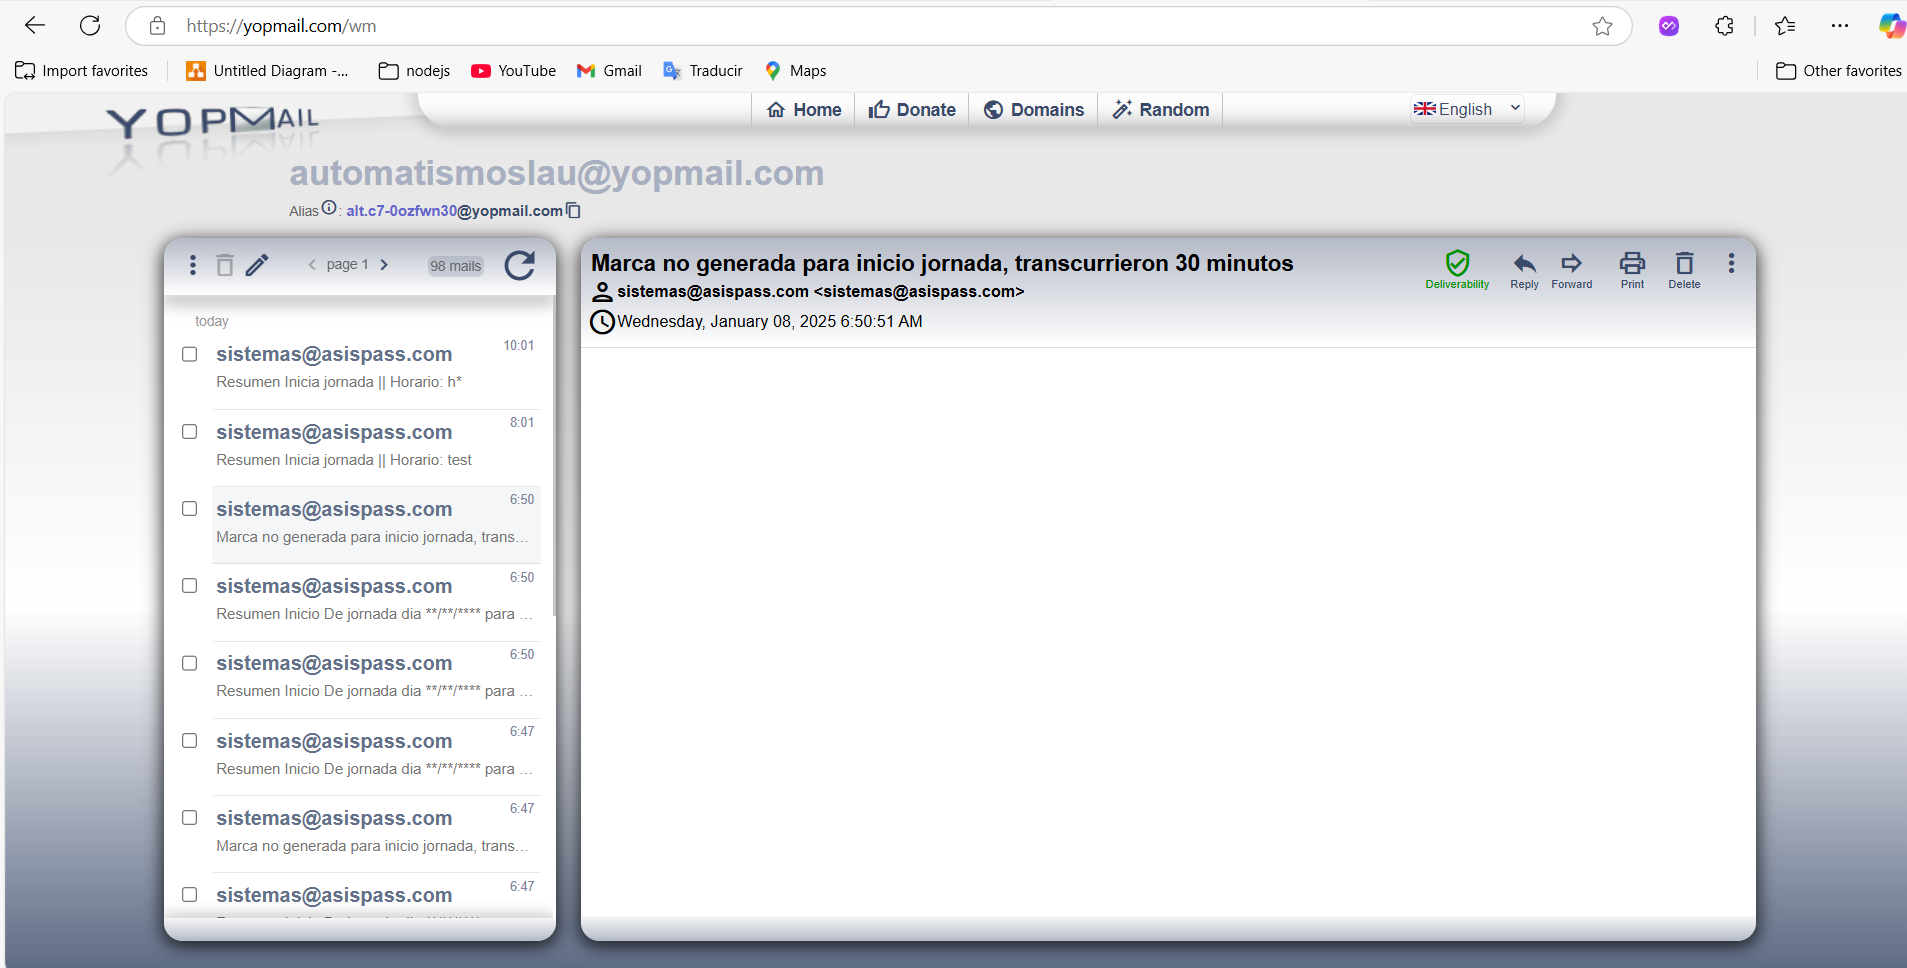 https://yopmail.com/wm
Import favorites
Untitled Diagram -...
nodejs
YouTube
Gmail
Traducir
Maps
Other favorites
YOPMAIL
Home
Donate
Domains
Random
English
automatismoslau@yopmail.com
Alias : alt.c7-0ozfwn30@yopmail.com
page 1
98 mails
today
sistemas@asispass.com 10:01
Resumen Inicia jornada || Horario: h*
sistemas@asispass.com 8:01
Resumen Inicia jornada || Horario: test
sistemas@asispass.com 6:50
Marca no generada para inicio jornada, trans...
sistemas@asispass.com 6:50
Resumen Inicio De jornada dia **/**/**** para ...
sistemas@asispass.com 6:50
Resumen Inicio De jornada dia **/**/**** para ...
sistemas@asispass.com 6:47
Resumen Inicio De jornada dia **/**/**** para ...
sistemas@asispass.com 6:47
Marca no generada para inicio jornada, trans...
sistemas@asispass.com 6:47
Marca no generada para inicio jornada, transcurrieron 30 minutos
sistemas@asispass.com <sistemas@asispass.com>
Wednesday, January 08, 2025 6:50:51 AM
Deliverability
Reply
Forward
Print
Delete